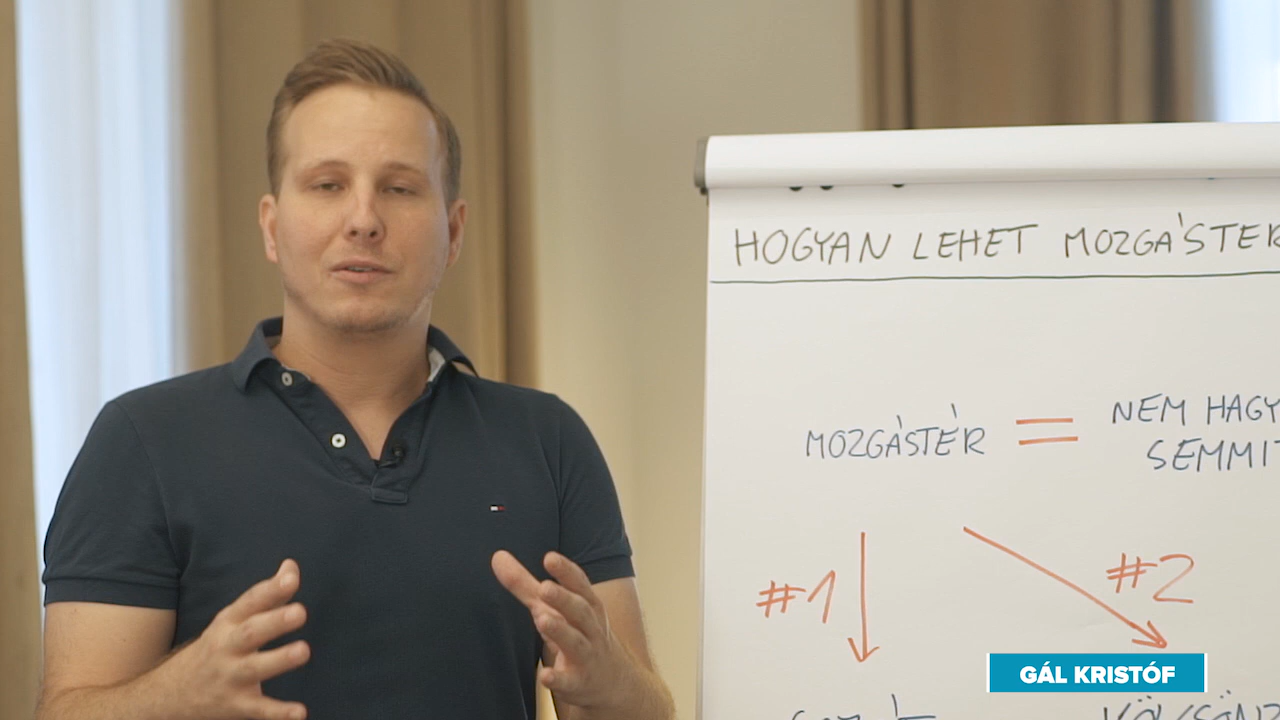 HOGYAN LEHET MOZGÁSTER
MOZGÁSTÉR = NEM HAGY
SEMMIT
#1 #2
GÁL KRISTÓF